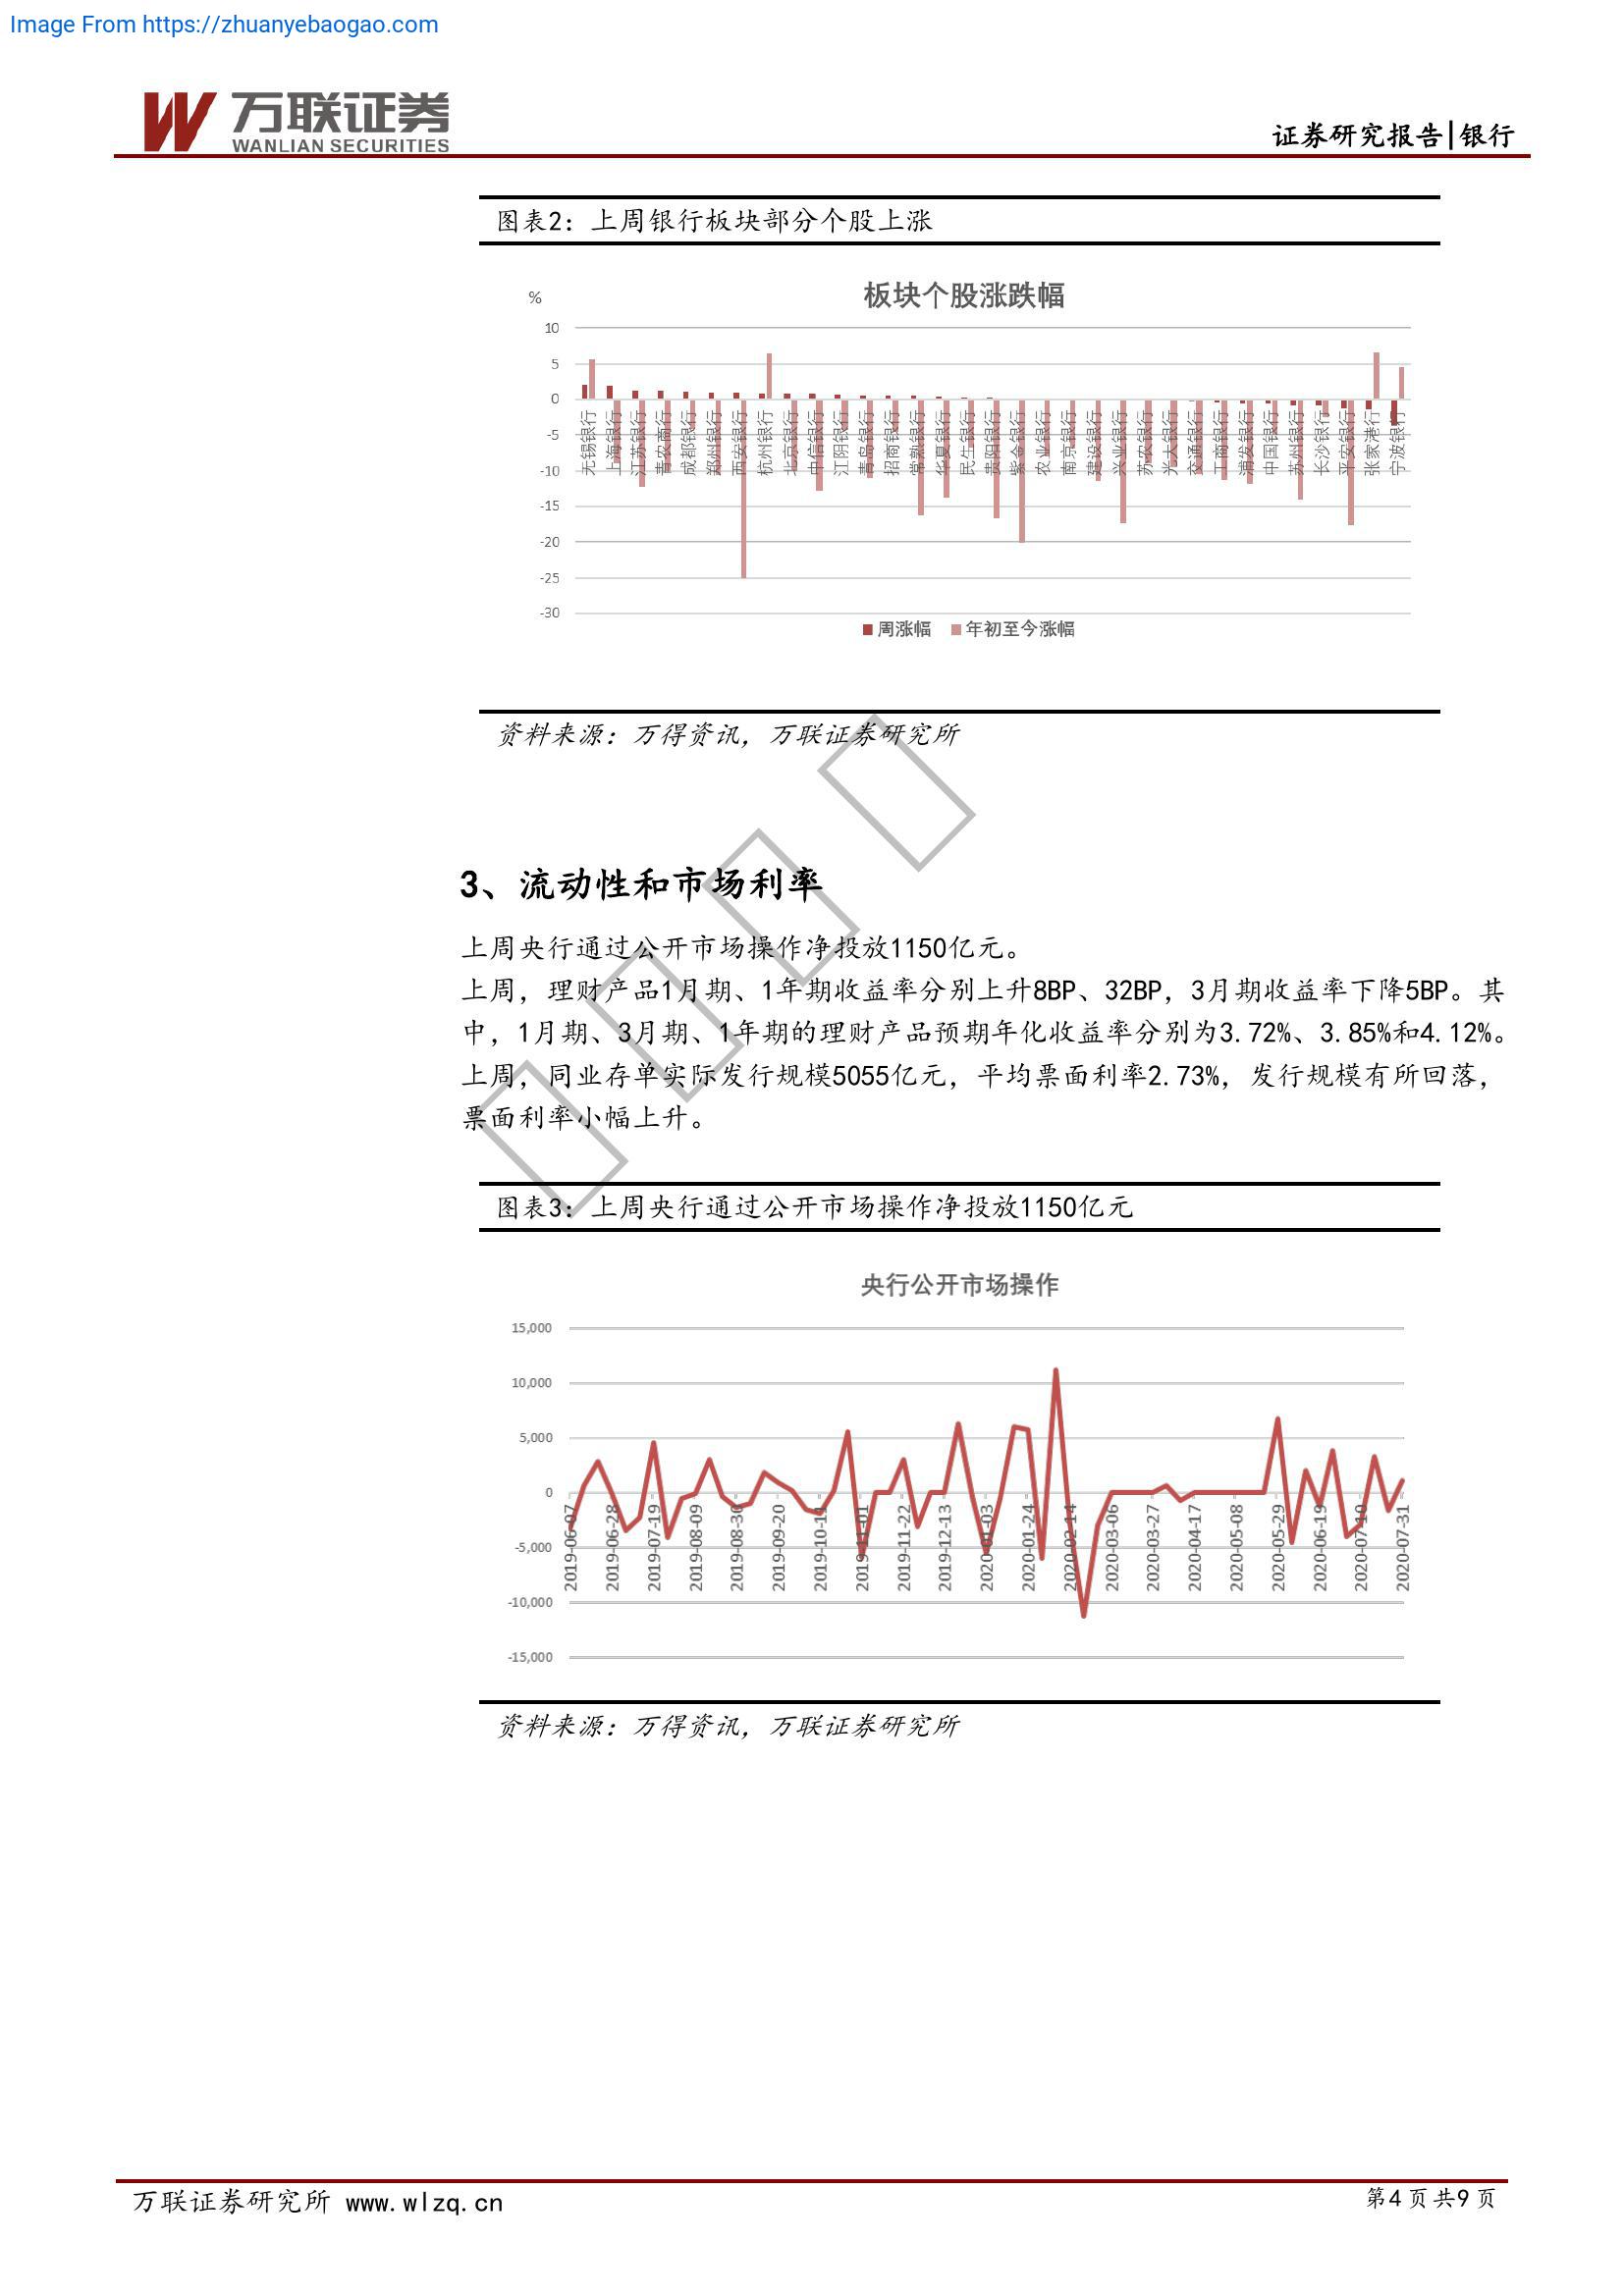 Image From https://zhuanyebaogao.com
万联证券
WANLIAN SECURITIES
证券研究报告|银行
图表2：上周银行板块部分个股上涨
板块个股涨跌幅
%
10
5
0
-5
-10
-15
-20
-25
-30
无锡银行
上海银行
江苏银行
青农商行
成都银行
郑州银行
西安银行
杭州银行
北京银行
中信银行
江阴银行
青岛银行
招商银行
常熟银行
华夏银行
民生银行
贵阳银行
紫金银行
农业银行
南京银行
建设银行
兴业银行
苏农银行
光大银行
交通银行
工商银行
浦发银行
中国银行
苏州银行
长沙银行
平安银行
张家港行
宁波银行
周涨幅 年初至今涨幅
资料来源：万得资讯，万联证券研究所
3、流动性和市场利率
上周央行通过公开市场操作净投放1150亿元。
上周，理财产品1月期、1年期收益率分别上升8BP、32BP，3月期收益率下降5BP。其
中，1月期、3月期、1年期的理财产品预期年化收益率分别为3.72%、3.85%和4.12%。
上周，同业存单实际发行规模5055亿元，平均票面利率2.73%，发行规模有所回落，
票面利率小幅上升。
图表3：上周央行通过公开市场操作净投放1150亿元
央行公开市场操作
15,000
10,000
5,000
0
-5,000
-10,000
-15,000
2019-06-07
2019-06-28
2019-07-19
2019-08-09
2019-08-30
2019-09-20
2019-10-11
2019-11-01
2019-11-22
2019-12-13
2020-01-03
2020-01-24
2020-02-14
2020-03-06
2020-03-27
2020-04-17
2020-05-08
2020-05-29
2020-06-19
2020-07-10
2020-07-31
资料来源：万得资讯，万联证券研究所
万联证券研究所 www.wlzq.cn
第4页共9页